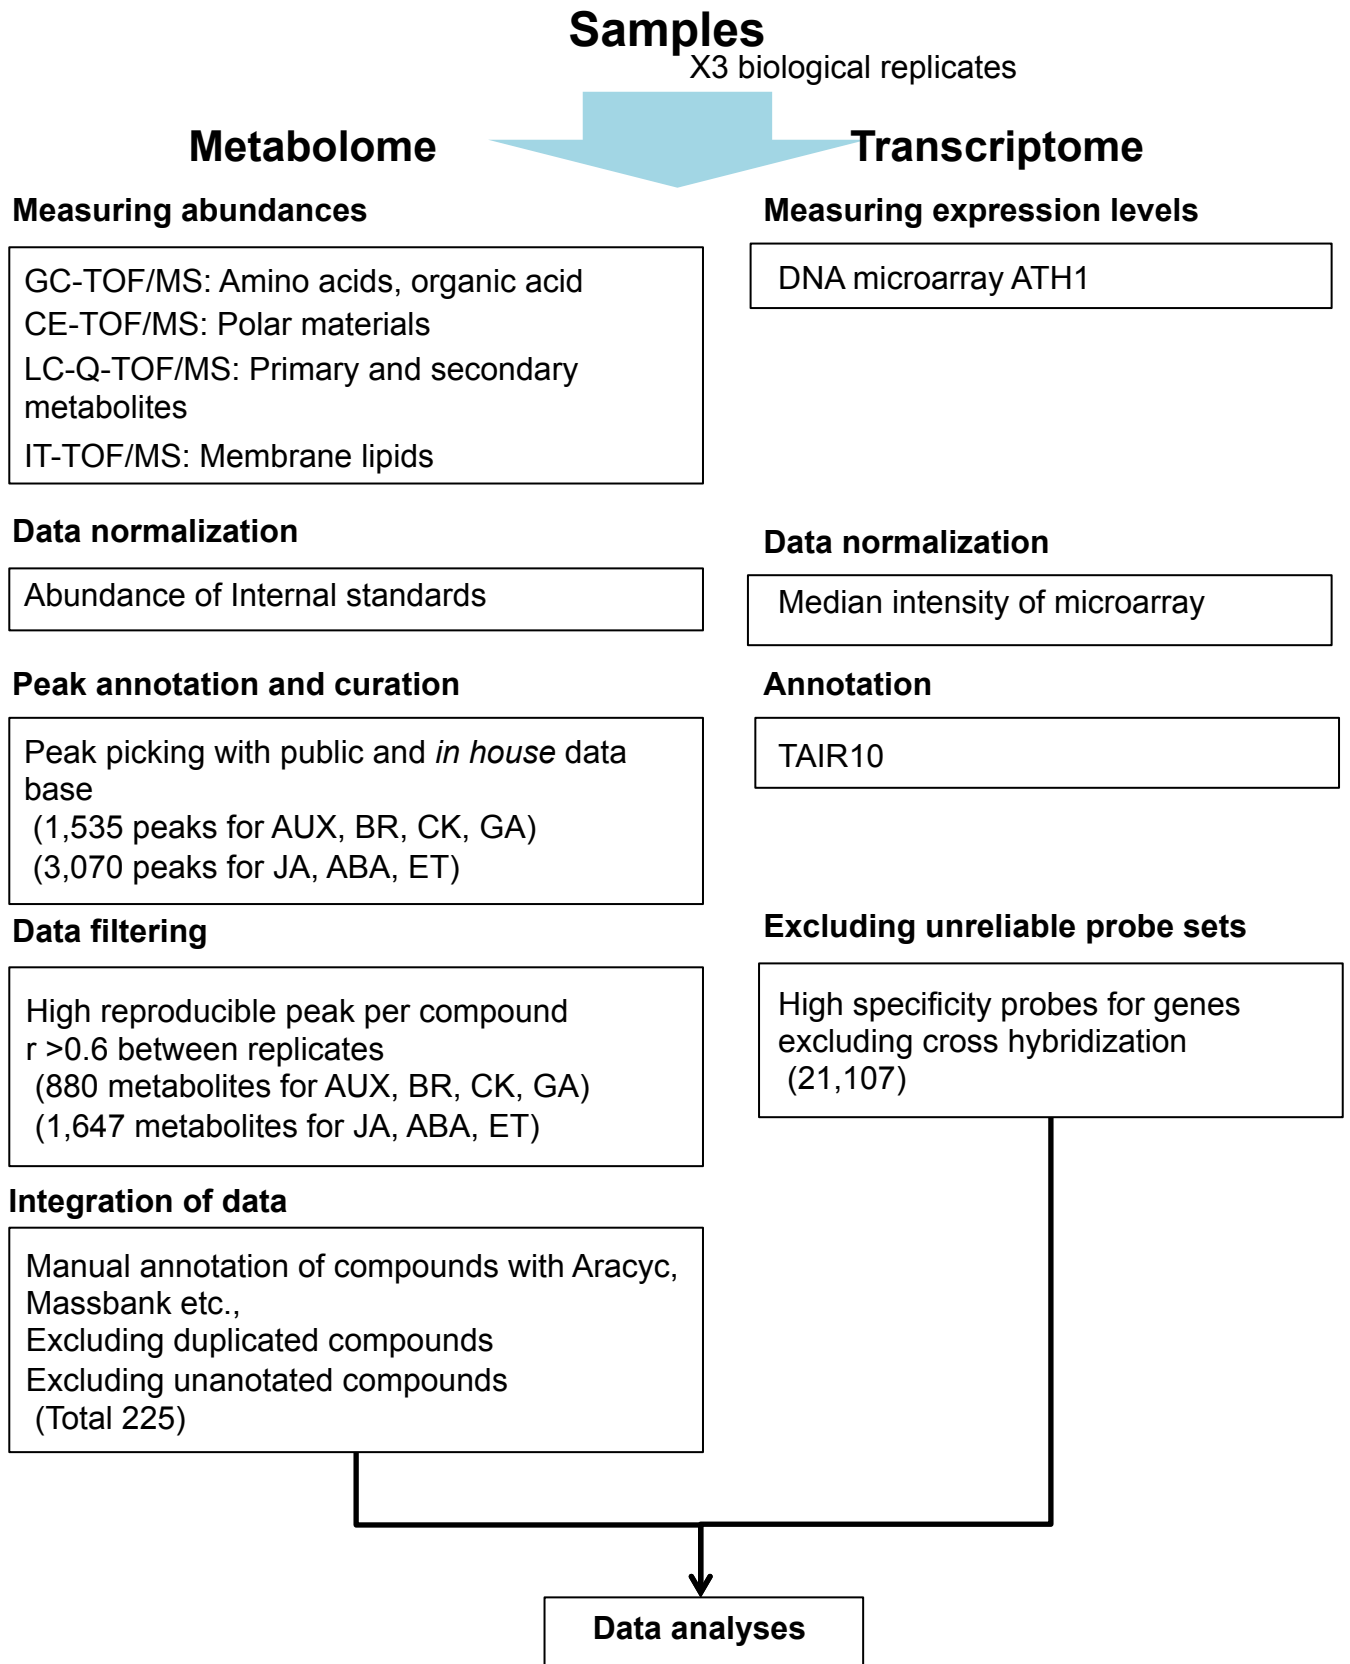 Samples
X3 biological replicates
Metabolome
Measuring abundances
GC-TOF/MS: Amino acids, organic acid
CE-TOF/MS: Polar materials
LC-Q-TOF/MS: Primary and secondary
metabolites
IT-TOF/MS: Membrane lipids
Data normalization
Abundance of Internal standards
Peak annotation and curation
Peak picking with public and in house data
base
(1,535 peaks for AUX, BR, CK, GA)
(3,070 peaks for JA, ABA, ET)
Data filtering
High reproducible peak per compound
r >0.6 between replicates
(880 metabolites for AUX, BR, CK, GA)
(1,647 metabolites for JA, ABA, ET)
Integration of data
Manual annotation of compounds with Aracyc,
Massbank etc.,
Excluding duplicated compounds
Excluding unanotated compounds
(Total 225)
Transcriptome
Measuring expression levels
DNA microarray ATH1
Data normalization
Median intensity of microarray
Annotation
TAIR10
Excluding unreliable probe sets
High specificity probes for genes
excluding cross hybridization
(21,107)
Data analyses